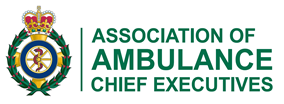 ASSOCIATION OF
AMBULANCE
CHIEF EXECUTIVES